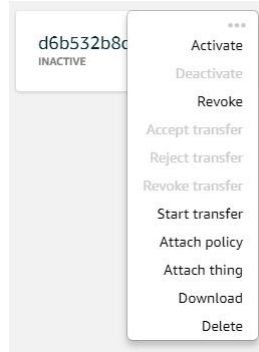 d6b532b8c
INACTIVE
Activate
Deactivate
Revoke
Accept transfer
Reject transfer
Revoke transfer
Start transfer
Attach policy
Attach thing
Download
Delete